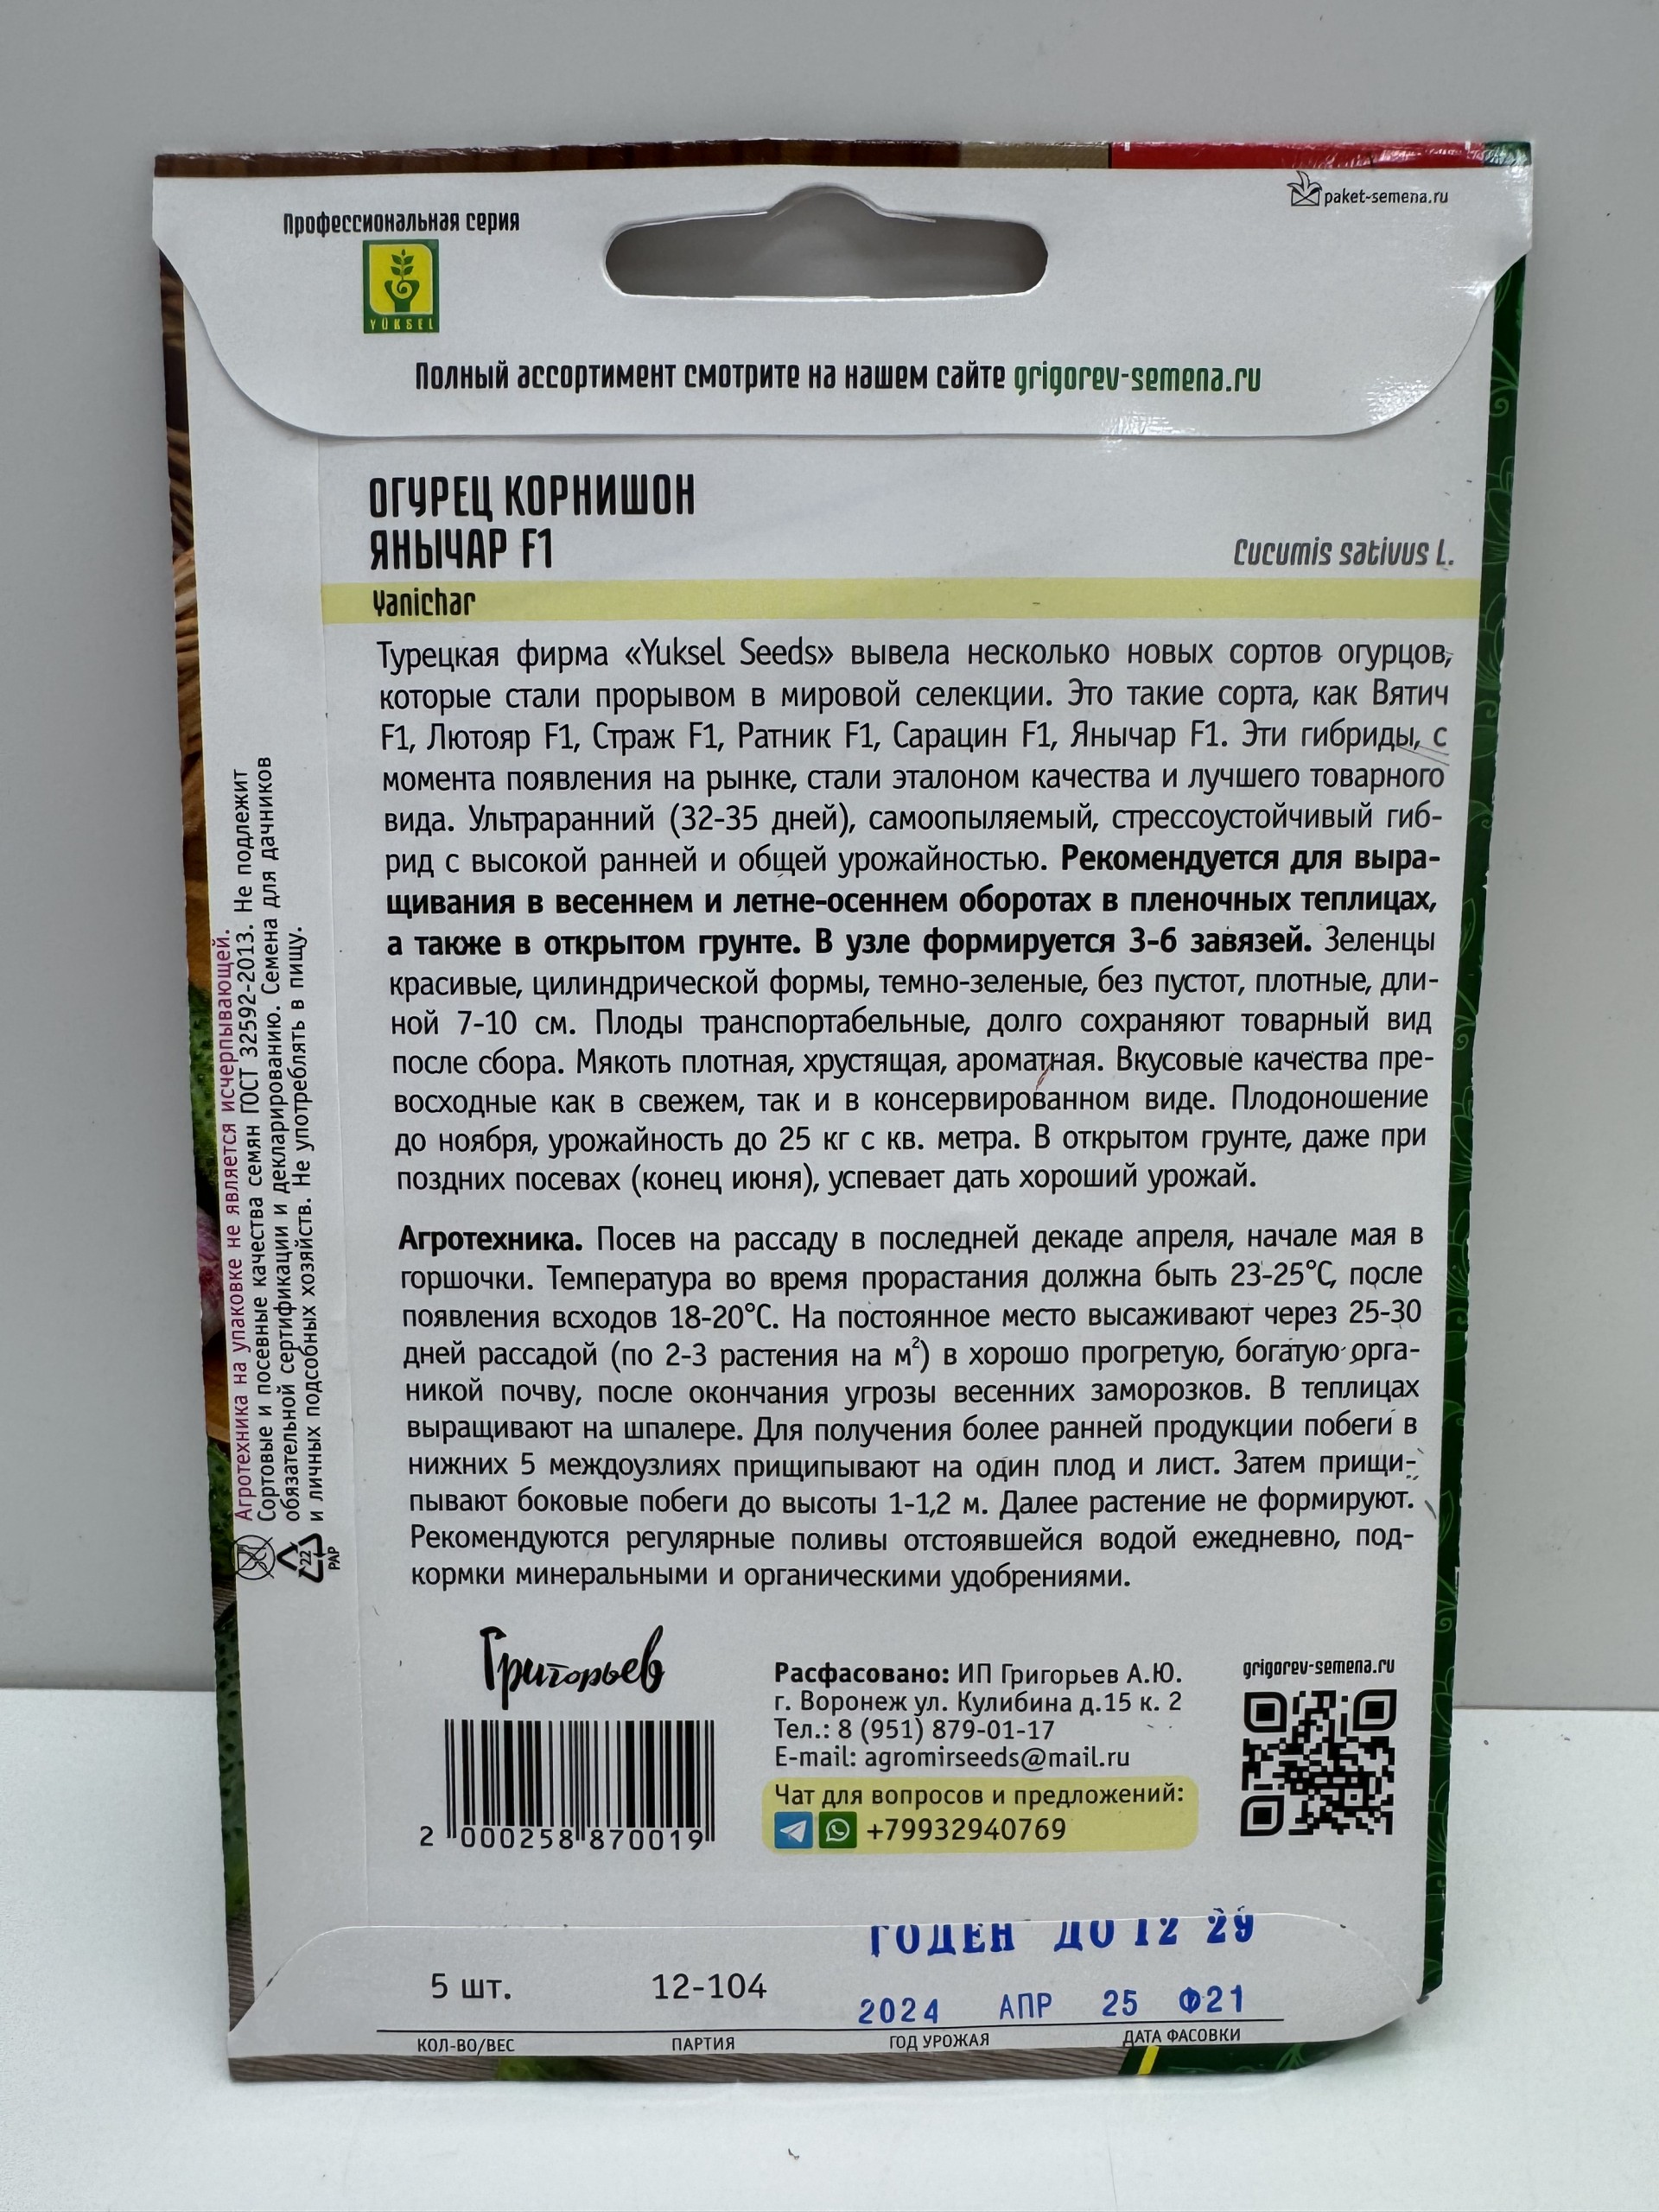 paket-semena.ru
Профессиональная серия
YÜKSEL
Полный ассортимент смотрите на нашем сайте grigorev-semena.ru
ОГУРЕЦ КОРНИШОН
ЯНЫЧАР F1
Cucumis sativus L.
Yanichar
Турецкая фирма «Yuksel Seeds» вывела несколько новых сортов огурцов,
которые стали прорывом в мировой селекции. Это такие сорта, как Вятич
F1, Лютояр F1, Страж F1, Ратник F1, Сарацин F1, Янычар F1. Эти гибриды, с
момента появления на рынке, стали эталоном качества и лучшего товарного
вида. Ультраранний (32-35 дней), самоопыляемый, стрессоустойчивый гиб-
рид с высокой ранней и общей урожайностью. Рекомендуется для выра-
щивания в весеннем и летне-осеннем оборотах в пленочных теплицах,
а также в открытом грунте. В узле формируется 3-6 завязей. Зеленцы
красивые, цилиндрической формы, темно-зеленые, без пустот, плотные, дли-
ной 7-10 см. Плоды транспортабельные, долго сохраняют товарный вид
после сбора. Мякоть плотная, хрустящая, ароматная. Вкусовые качества пре-
восходные как в свежем, так и в консервированном виде. Плодоношение
до ноября, урожайность до 25 кг с кв. метра. В открытом грунте, даже при
поздних посевах (конец июня), успевает дать хороший урожай.
Агротехника. Посев на рассаду в последней декаде апреля, начале мая в
горшочки. Температура во время прорастания должна быть 23-25°С, после
появления всходов 18-20°С. На постоянное место высаживают через 25-30
дней рассадой (по 2-3 растения на м²) в хорошо прогретую, богатую орга-
никой почву, после окончания угрозы весенних заморозков. В теплицах
выращивают на шпалере. Для получения более ранней продукции побеги в
нижних 5 междоузлиях прищипывают на один плод и лист. Затем прищи-
пывают боковые побеги до высоты 1-1,2 м. Далее растение не формируют.
Рекомендуются регулярные поливы отстоявшейся водой ежедневно, под-
кормки минеральными и органическими удобрениями.
Агротехника на упаковке не является исчерпывающей.
Сортовые и посевные качества семян ГОСТ 32592-2013. Не подлежит
обязательной сертификации и декларированию. Семена для дачников
и личных подсобных хозяйств. Не употреблять в пищу.
22
PAP
Григорьев
2 000258 870019
Расфасовано: ИП Григорьев А.Ю.
г. Воронеж ул. Кулибина д.15 к. 2
Тел.: 8 (951) 879-01-17
E-mail: agromirseeds@mail.ru
Чат для вопросов и предложений:
+79932940769
grigorev-semena.ru
ГОДЕН ДО 12 29
5 шт. 12-104 2024 АПР 25 Ф21
КОЛ-ВО/ВЕС ПАРТИЯ ГОД УРОЖАЯ ДАТА ФАСОВКИ